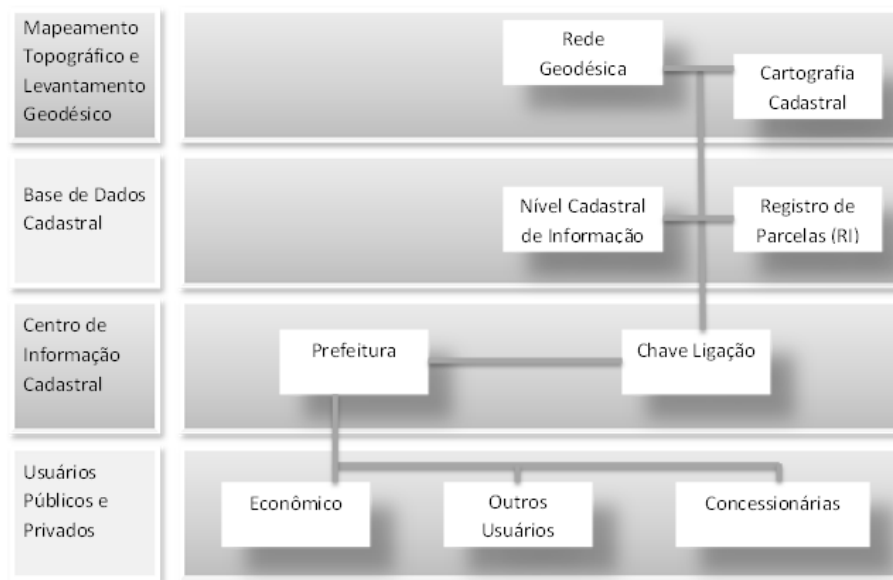 Mapeamento
Topográfico e
Levantamento
Geodésico
Rede
Geodésica
Cartografia
Cadastral
Base de Dados
Cadastral
Nível Cadastral
de Informação
Registro de
Parcelas (RI)
Centro de
Informação
Cadastral
Prefeitura
Chave Ligação
Usuários
Públicos e
Privados
Econômico
Outros
Usuários
Concessionárias